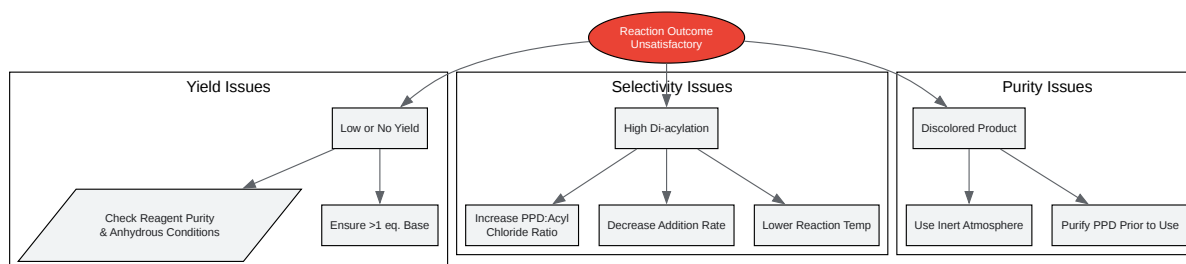 Reaction Outcome
Unsatisfactory
Yield Issues
Selectivity Issues
Purity Issues
Low or No Yield
High Di-acylation
Discolored Product
Check Reagent Purity
& Anhydrous Conditions
Ensure >1 eq. Base
Increase PPD:Acyl
Chloride Ratio
Decrease Addition Rate
Lower Reaction Temp
Use Inert Atmosphere
Purify PPD Prior to Use